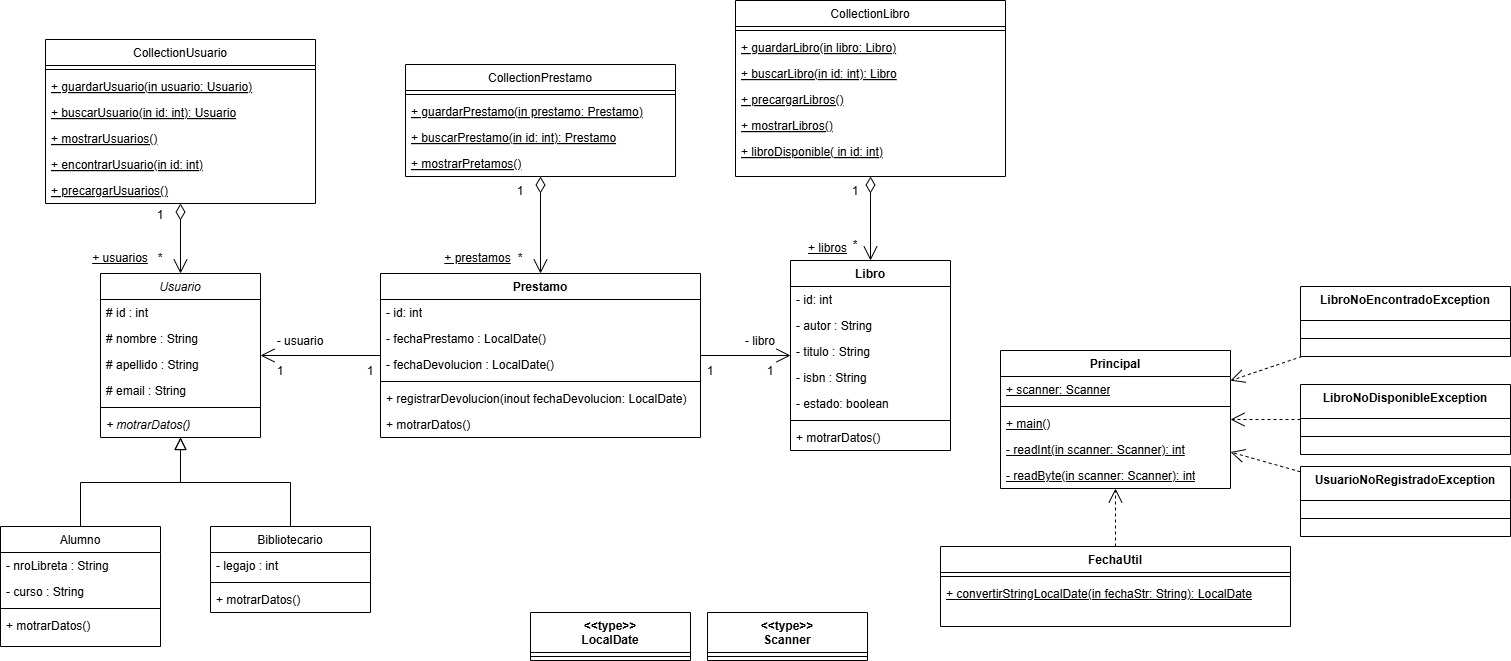 CollectionUsuario
+ guardarUsuario(in usuario: Usuario)
+ buscarUsuario(in id: int): Usuario
+ mostrarUsuarios()
+ encontrarUsuario(in id: int)
+ precargarUsuarios()
1
+ usuarios *
CollectionPrestamo
+ guardarPrestamo(in prestamo: Prestamo)
+ buscarPrestamo(in id: int): Prestamo
+ mostrarPretamos()
1
+ prestamos *
CollectionLibro
+ guardarLibro(in libro: Libro)
+ buscarLibro(in id: int): Libro
+ precargarLibros()
+ mostrarLibros()
+ libroDisponible( in id: int)
1
+ libros *
Usuario
# id : int
# nombre : String
# apellido : String
# email : String
+ motrarDatos()
- usuario
1
1
Prestamo
- id: int
- fechaPrestamo : LocalDate()
- fechaDevolucion : LocalDate()
+ registrarDevolucion(inout fechaDevolucion: LocalDate)
+ motrarDatos()
- libro
1
1
Libro
- id: int
- autor : String
- titulo : String
- isbn : String
- estado: boolean
+ motrarDatos()
Alumno
- nroLibreta : String
- curso : String
+ motrarDatos()
Bibliotecario
- legajo : int
+ motrarDatos()
Principal
+ scanner: Scanner
+ main()
- readInt(in scanner: Scanner): int
- readByte(in scanner: Scanner): int
LibroNoEncontradoException
LibroNoDisponibleException
UsuarioNoRegistradoException
FechaUtil
+ convertirStringLocalDate(in fechaStr: String): LocalDate
<<type>>
LocalDate
<<type>>
Scanner